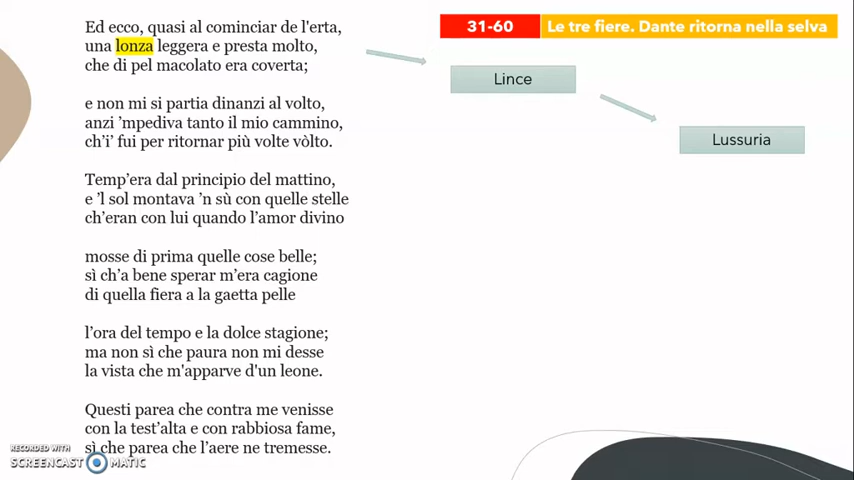 Ed ecco, quasi al cominciar de l'erta,
una lonza leggera e presta molto,
che di pel macolato era coverta;
e non mi si partia dinanzi al volto,
anzi ’mpediva tanto il mio cammino,
ch’i’ fui per ritornar più volte vòlto.
Temp’era dal principio del mattino,
e ’l sol montava ’n sù con quelle stelle
ch’eran con lui quando l’amor divino
mosse di prima quelle cose belle;
sì ch’a bene sperar m’era cagione
di quella fiera a la gaetta pelle
l’ora del tempo e la dolce stagione;
ma non sì che paura non mi desse
la vista che m'apparve d'un leone.
Questi parea che contra me venisse
con la test’alta e con rabbiosa fame,
sì che parea che l’aere ne tremesse.
31-60 Le tre fiere. Dante ritorna nella selva
Lince
Lussuria
RECORDED WITH
SCREENCAST MATIC